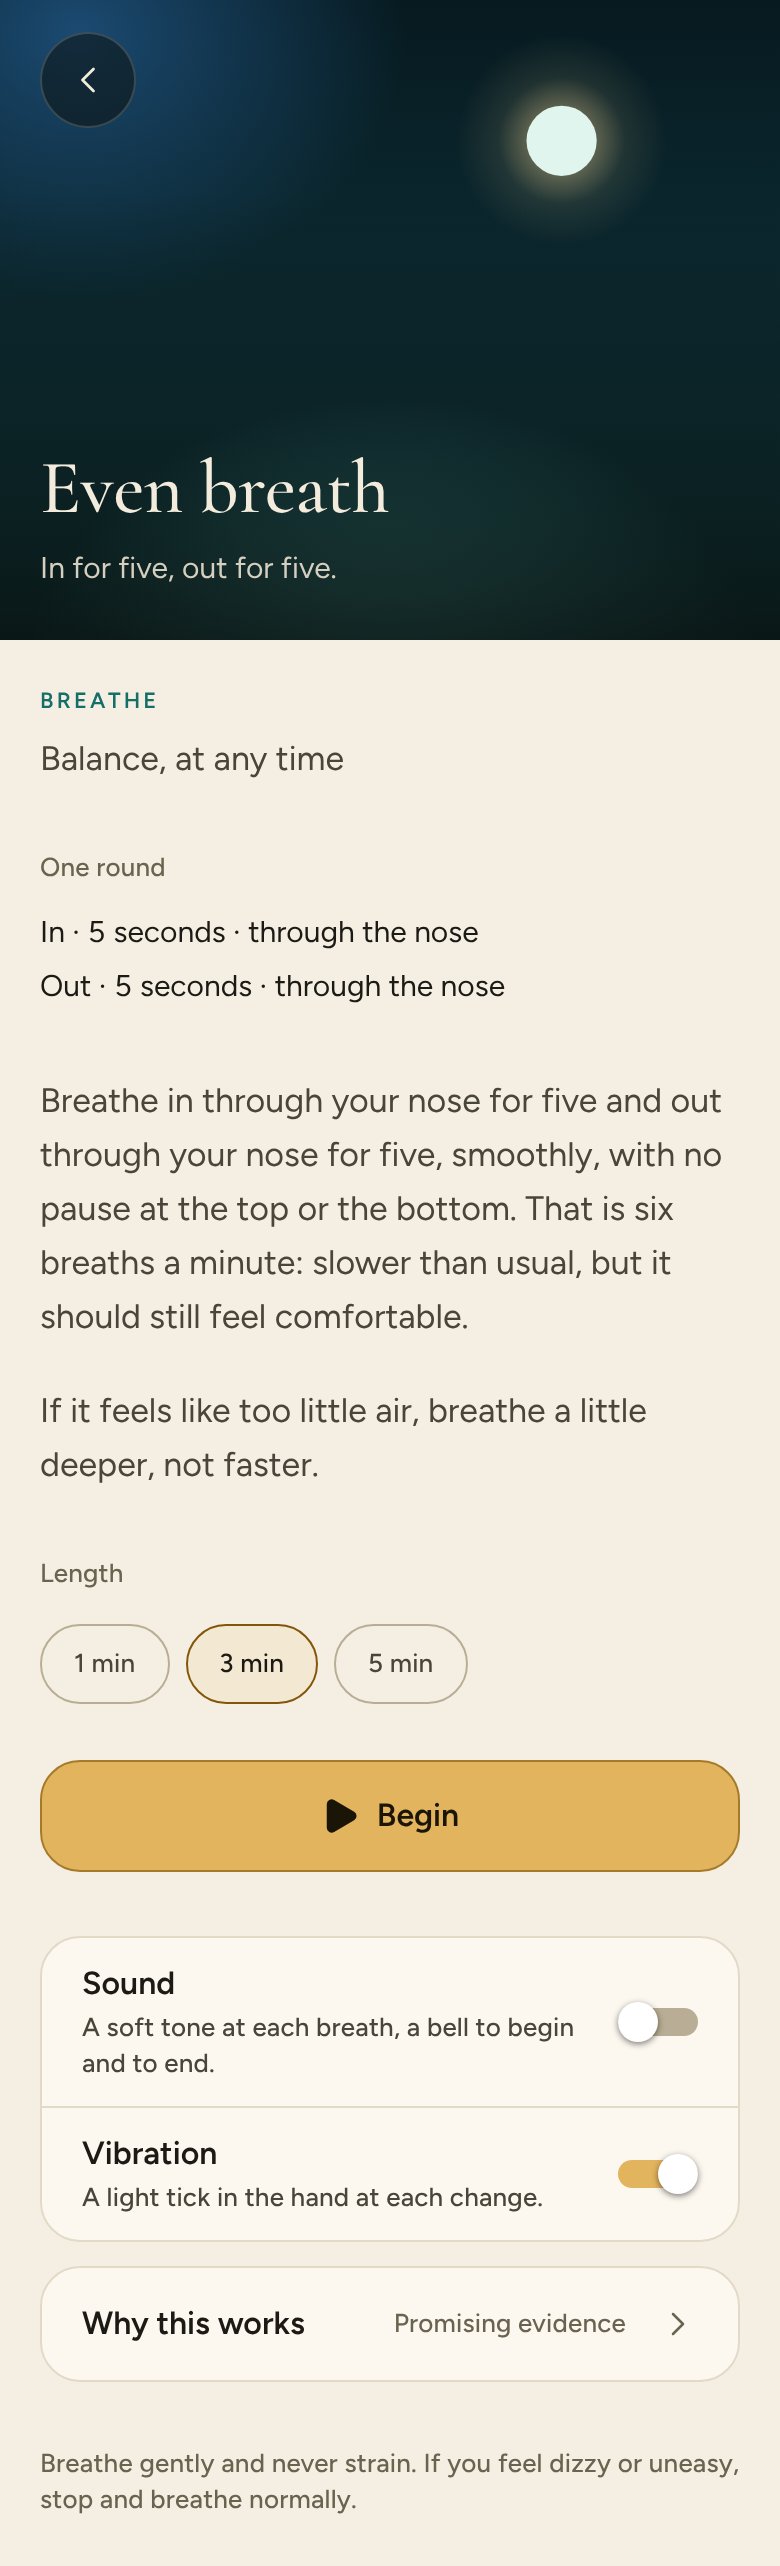 Even breath
In for five, out for five.
BREATHE
Balance, at any time
One round
In · 5 seconds · through the nose
Out · 5 seconds · through the nose
Breathe in through your nose for five and out
through your nose for five, smoothly, with no
pause at the top or the bottom. That is six
breaths a minute: slower than usual, but it
should still feel comfortable.
If it feels like too little air, breathe a little
deeper, not faster.
Length
1 min 3 min 5 min
Begin
Sound
A soft tone at each breath, a bell to begin
and to end.
Vibration
A light tick in the hand at each change.
Why this works Promising evidence
Breathe gently and never strain. If you feel dizzy or uneasy,
stop and breathe normally.